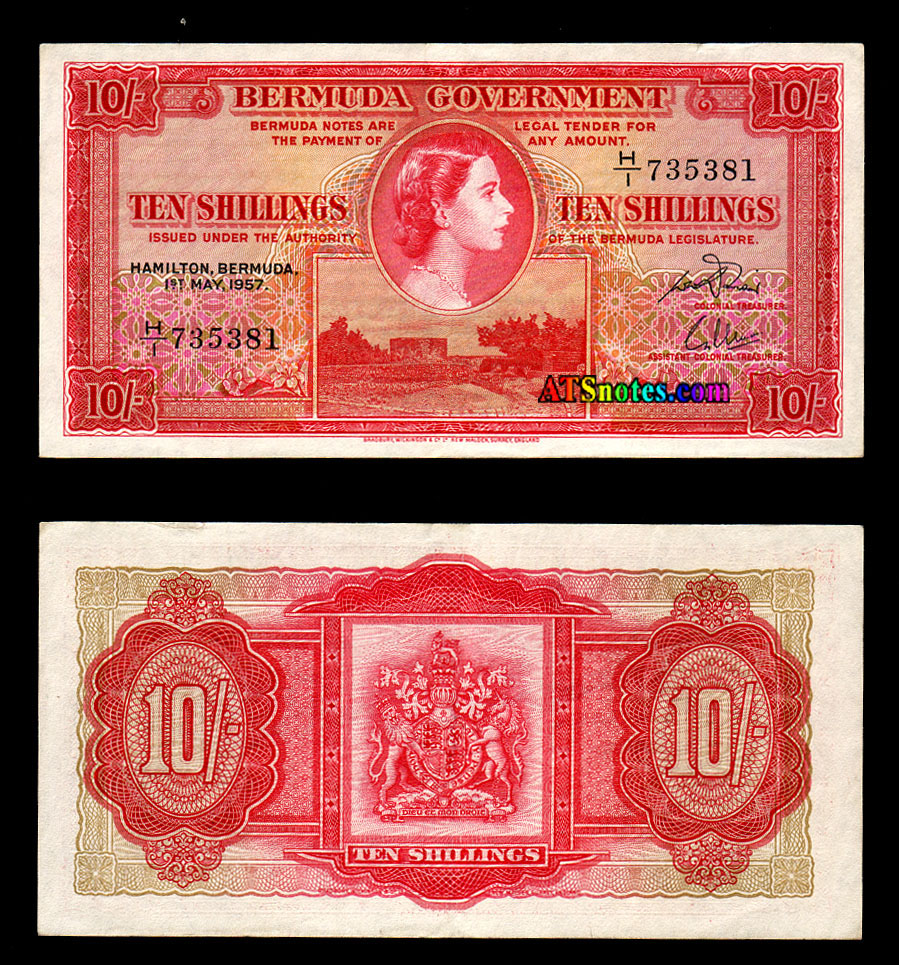 10/- BERMUDA GOVERNMENT 10/-
BERMUDA NOTES ARE LEGAL TENDER FOR
THE PAYMENT OF ANY AMOUNT.
H/1 735381
TEN SHILLINGS TEN SHILLINGS
ISSUED UNDER THE AUTHORITY OF THE BERMUDA LEGISLATURE.
HAMILTON, BERMUDA,
1ST MAY, 1957.
COLONIAL TREASURER.
H/1 735381
ASSISTANT COLONIAL TREASURER.
ATSnotes.com
10/- 10/-
BRADBURY, WILKINSON & Co. Ld. NEW MALDEN, SURREY, ENGLAND
10/- 10/-
DIEU ET MON DROIT
TEN SHILLINGS